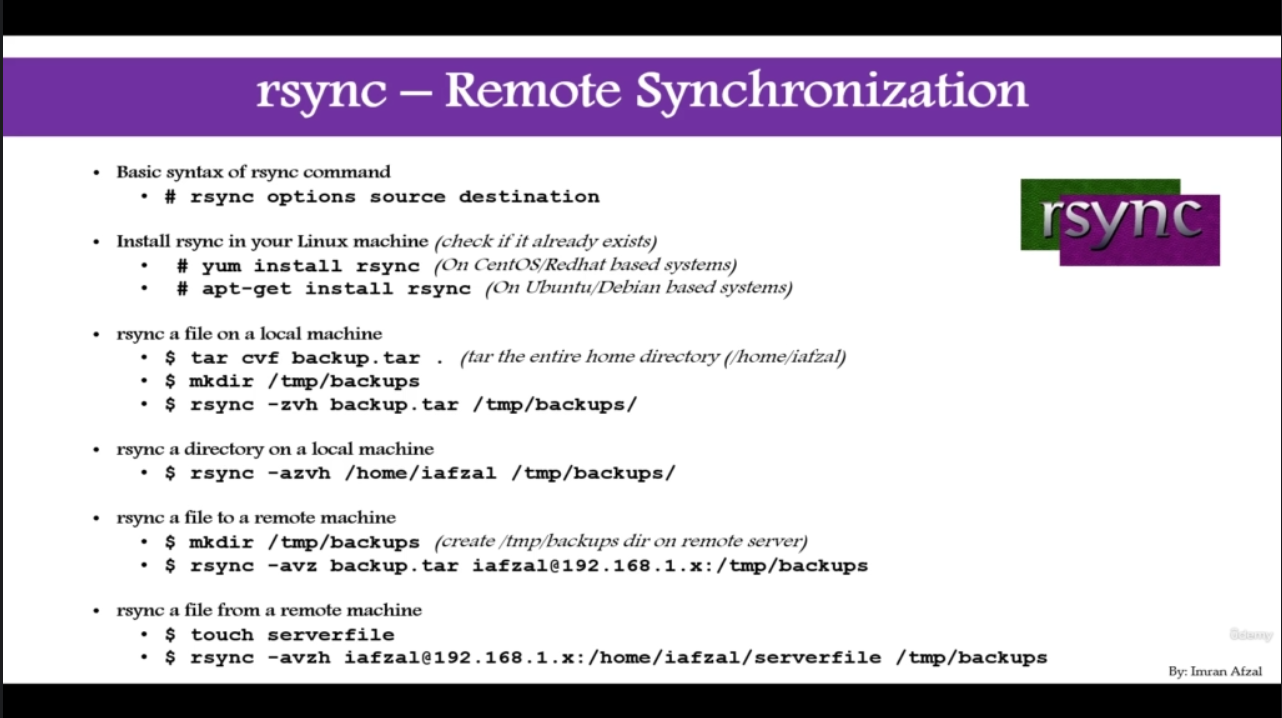 rsync – Remote Synchronization
• Basic syntax of rsync command
• # rsync options source destination
rsync
• Install rsync in your Linux machine (check if it already exists)
• # yum install rsync (On CentOS/Redhat based systems)
• # apt-get install rsync (On Ubuntu/Debian based systems)
• rsync a file on a local machine
• $ tar cvf backup.tar . (tar the entire home directory (/home/iafzal)
• $ mkdir /tmp/backups
• $ rsync -zvh backup.tar /tmp/backups/
• rsync a directory on a local machine
• $ rsync -azvh /home/iafzal /tmp/backups/
• rsync a file to a remote machine
• $ mkdir /tmp/backups (create /tmp/backups dir on remote server)
• $ rsync -avz backup.tar iafzal@192.168.1.x:/tmp/backups
• rsync a file from a remote machine
• $ touch serverfile
• $ rsync -avzh iafzal@192.168.1.x:/home/iafzal/serverfile /tmp/backups
Udemy
By: Imran Afzal